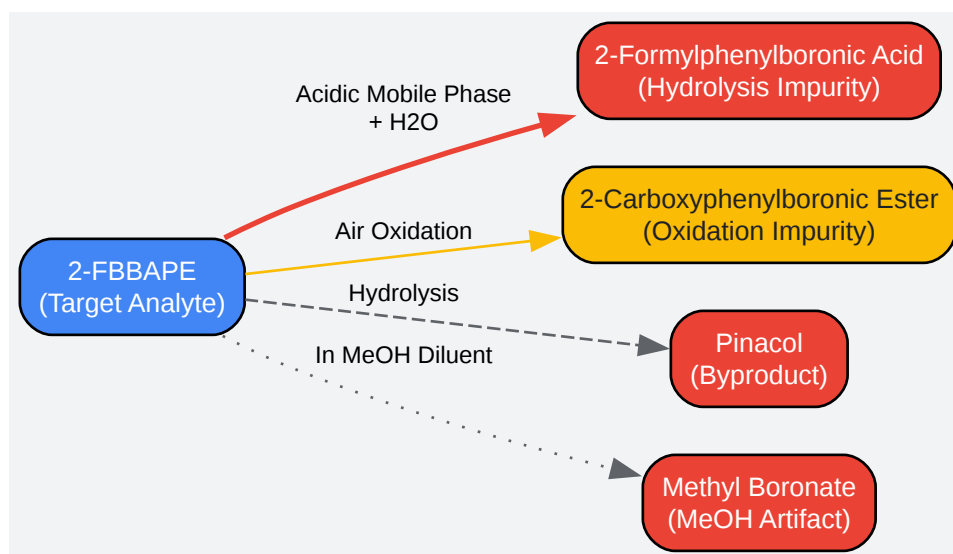 2-Formylphenylboronic Acid
(Hydrolysis Impurity)
Acidic Mobile Phase
+ H2O
2-Carboxyphenylboronic Ester
(Oxidation Impurity)
Air Oxidation
2-FBBAPE
(Target Analyte)
Hydrolysis
Pinacol
(Byproduct)
In MeOH Diluent
Methyl Boronate
(MeOH Artifact)